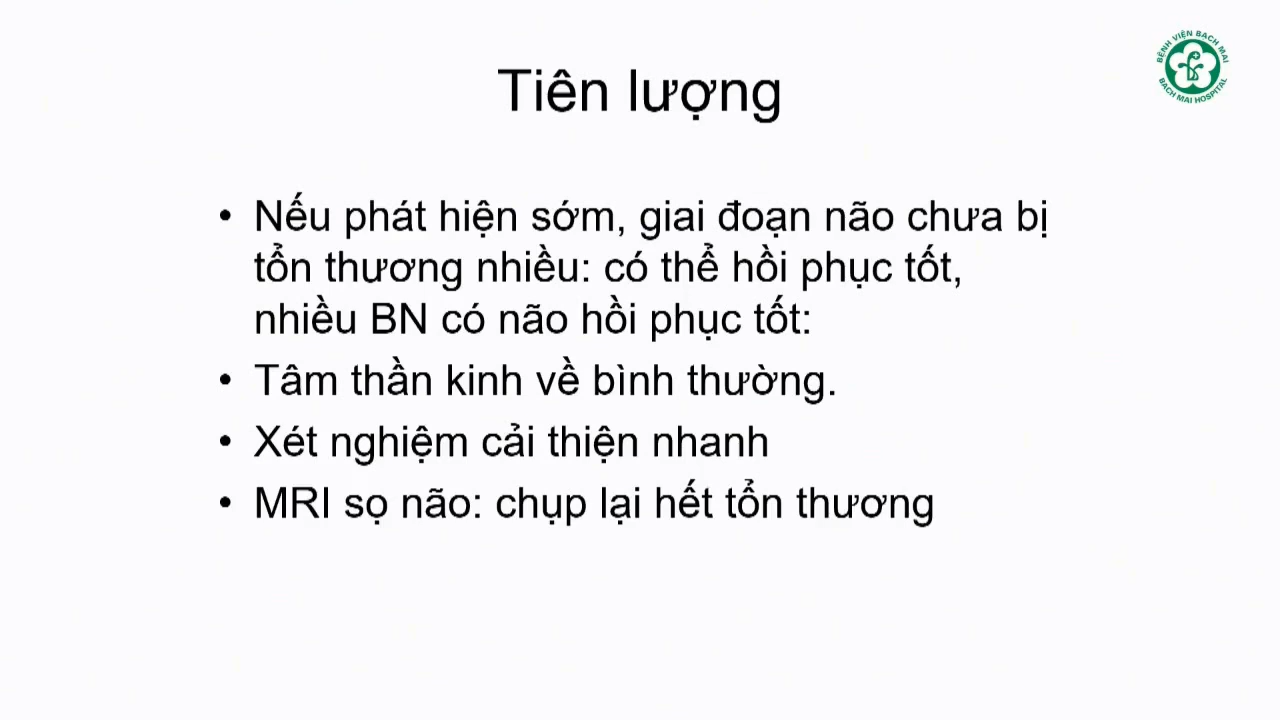 BỆNH VIỆN BẠCH MAI
BACH MAI HOSPITAL
Tiên lượng
• Nếu phát hiện sớm, giai đoạn não chưa bị
tổn thương nhiều: có thể hồi phục tốt,
nhiều BN có não hồi phục tốt:
• Tâm thần kinh về bình thường.
• Xét nghiệm cải thiện nhanh
• MRI sọ não: chụp lại hết tổn thương